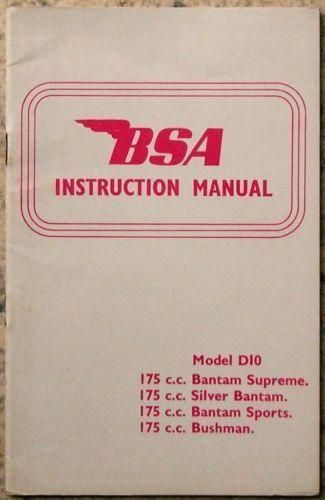 BSA
INSTRUCTION MANUAL
Model D10
175 c.c. Bantam Supreme.
175 c.c. Silver Bantam.
175 c.c. Bantam Sports.
175 c.c. Bushman.